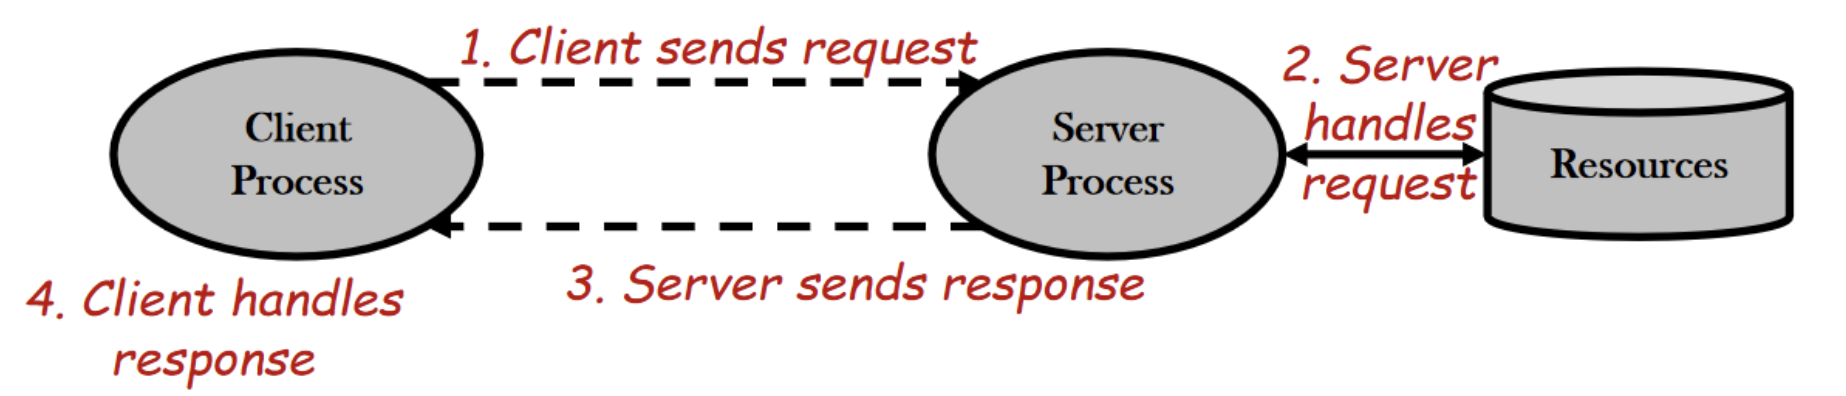 1. Client sends request
2. Server
handles
request
Client
Process
Server
Process
Resources
3. Server sends response
4. Client handles
response